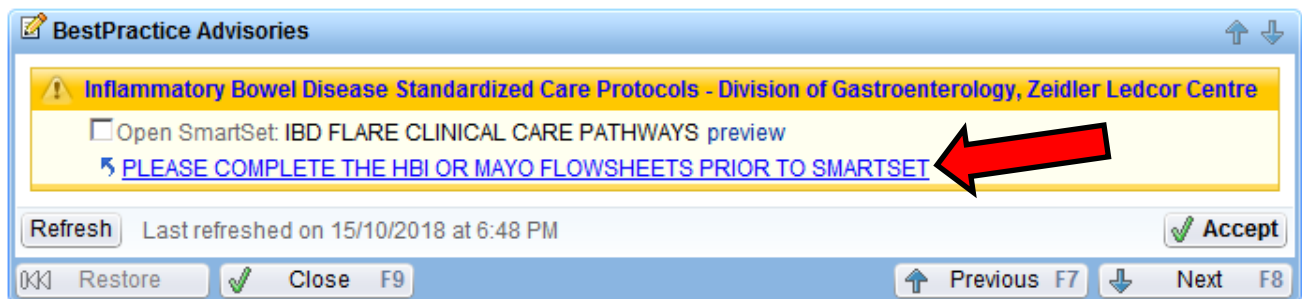 BestPractice Advisories
Inflammatory Bowel Disease Standardized Care Protocols - Division of Gastroenterology, Zeidler Ledcor Centre
Open SmartSet: IBD FLARE CLINICAL CARE PATHWAYS preview
PLEASE COMPLETE THE HBI OR MAYO FLOWSHEETS PRIOR TO SMARTSET
Refresh Last refreshed on 15/10/2018 at 6:48 PM Accept
Restore Close F9 Previous F7 Next F8